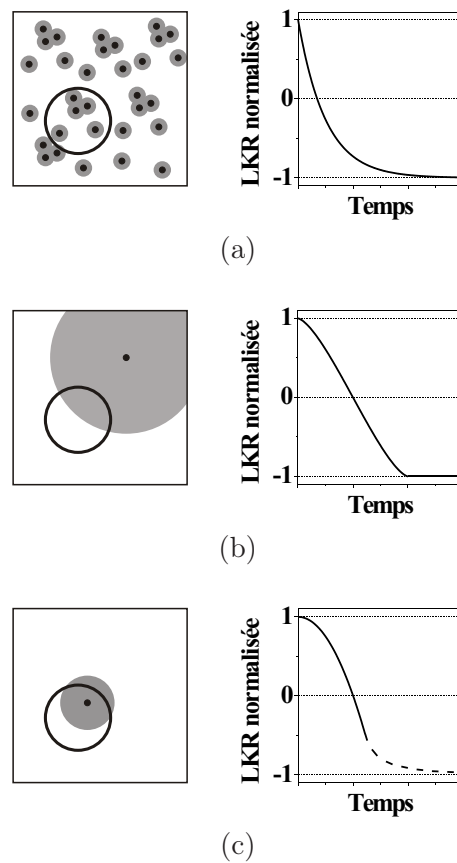 1
0
-1
LKR normalisée
Temps
(a)
1
0
-1
LKR normalisée
Temps
(b)
1
0
-1
LKR normalisée
Temps
(c)